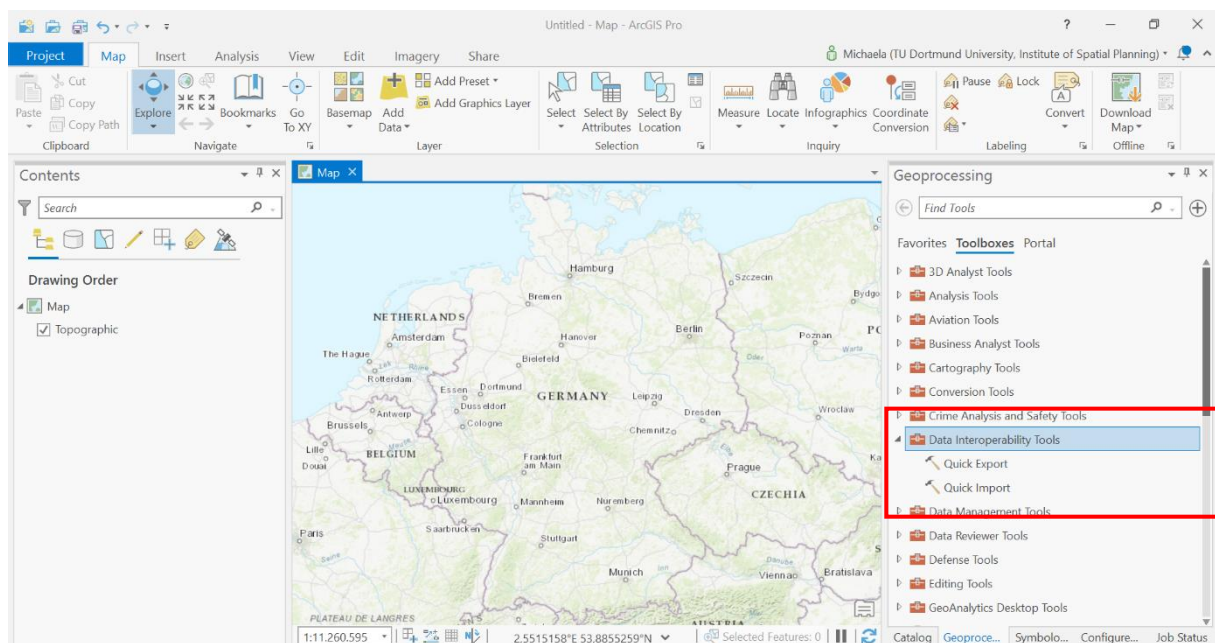 Untitled - Map - ArcGIS Pro
?
Project Map Insert Analysis View Edit Imagery Share
Michaela (TU Dortmund University, Institute of Spatial Planning)
Paste
Cut
Copy
Copy Path
Clipboard
Explore
Bookmarks
Go
To XY
Navigate
Basemap
Add
Data
Add Preset
Add Graphics Layer
Layer
Select
Select By
Attributes
Select By
Location
Selection
Measure
Locate
Infographics
Coordinate
Conversion
Inquiry
Pause
Lock
Convert
Labeling
Download
Map
Offline
Contents
Search
Drawing Order
Map
Topographic
Map
Hamburg
Szczecin
Bremen
Bydgo
NETHERLANDS
Amsterdam
Hanover
Berlin
Poznan
PO
Warta
The Hague
Bielefeld
Oder
Rotterdam
Essen
Dortmund
GERMANY
Leipzig
Antwerp
Dusseldorf
Dresden
Wroclaw
Brussels
Cologne
Chemnitz
Lille
BELGIUM
Meuse
Frankfurt
am Main
Douai
Prague
Ka
LUXEMBOURG
Luxembourg
Mannheim
Nuremberg
CZECHIA
Paris
Saarbrucken
Stuttgart
Seine
Munich
Inn
Danube
Vienna
Bratislava
PLATEAU DE LANGRES
AUSTRIA
1:11.260.595
2.5515158°E 53.8855259°N
Selected Features: 0
Geoprocessing
Find Tools
Favorites Toolboxes Portal
3D Analyst Tools
Analysis Tools
Aviation Tools
Business Analyst Tools
Cartography Tools
Conversion Tools
Crime Analysis and Safety Tools
Data Interoperability Tools
Quick Export
Quick Import
Data Management Tools
Data Reviewer Tools
Defense Tools
Editing Tools
GeoAnalytics Desktop Tools
Catalog Geoproce... Symbolo... Configure... Job Status